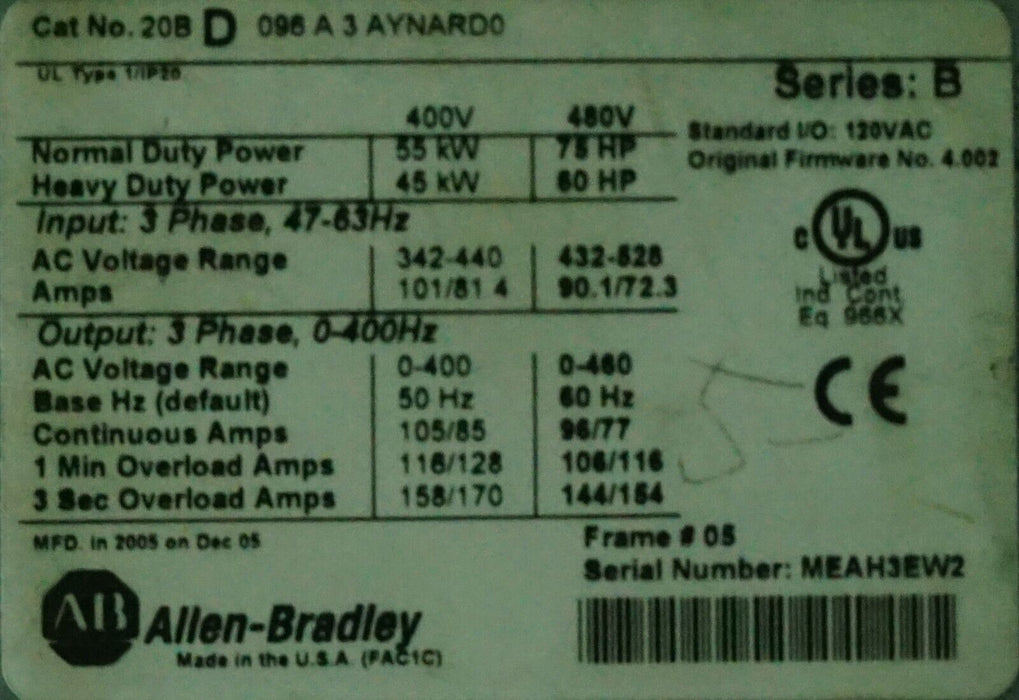 Cat No. 20B D 096 A 3 AYNARD0
UL Type 1/IP20
Series: B
400V 480V
Standard I/O: 120VAC
Original Firmware No. 4.002
Normal Duty Power 55 kW 75 HP
Heavy Duty Power 45 kW 60 HP
Input: 3 Phase, 47-63Hz
AC Voltage Range 342-440 432-528
Amps 101/81.4 90.1/72.3
C UL US
Listed
Ind Cont
Eq 966X
Output: 3 Phase, 0-400Hz
AC Voltage Range 0-400 0-460
Base Hz (default) 50 Hz 60 Hz
Continuous Amps 105/85 96/77
1 Min Overload Amps 116/128 106/116
3 Sec Overload Amps 158/170 144/154
CE
MFD. in 2005 on Dec 05
Frame # 05
Serial Number: MEAH3EW2
AB Allen-Bradley
Made in the U.S.A. (FAC1C)